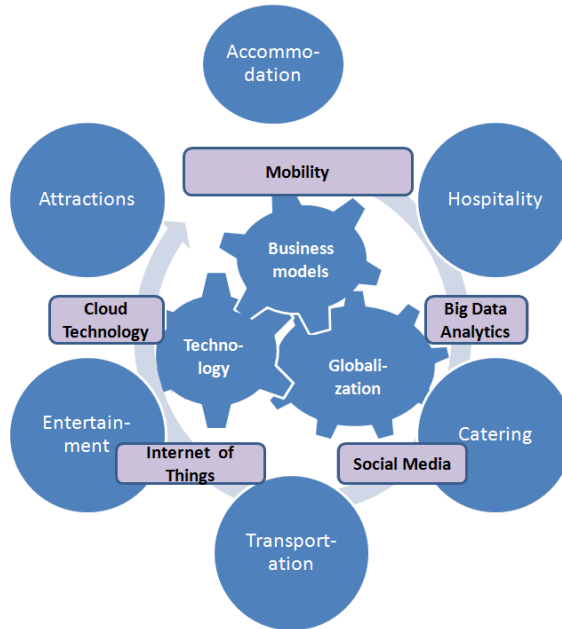 Accommo-
dation
Mobility
Attractions
Hospitality
Business
models
Cloud
Technology
Big Data
Analytics
Techno-
logy
Globali-
zation
Entertain-
ment
Catering
Internet of
Things
Social Media
Transport-
ation